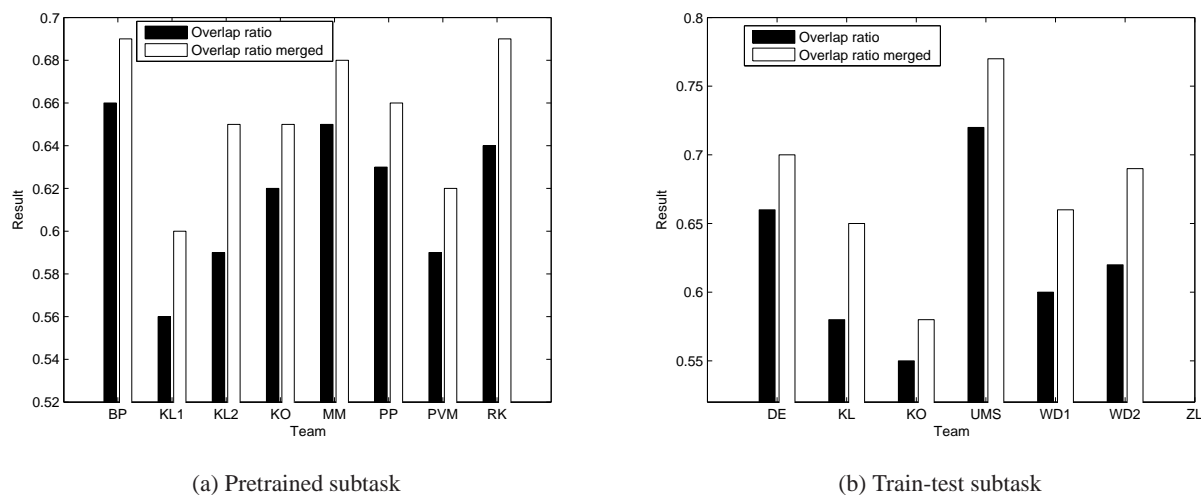 0.7
0.68
0.66
0.64
0.62
0.6
0.58
0.56
0.54
0.52
Result
Overlap ratio
Overlap ratio merged
BP KL1 KL2 KO MM PP PVM RK
Team
(a) Pretrained subtask
0.8
0.75
0.7
0.65
0.6
0.55
Result
Overlap ratio
Overlap ratio merged
DE KL KO UMS WD1 WD2 ZL
Team
(b) Train-test subtask